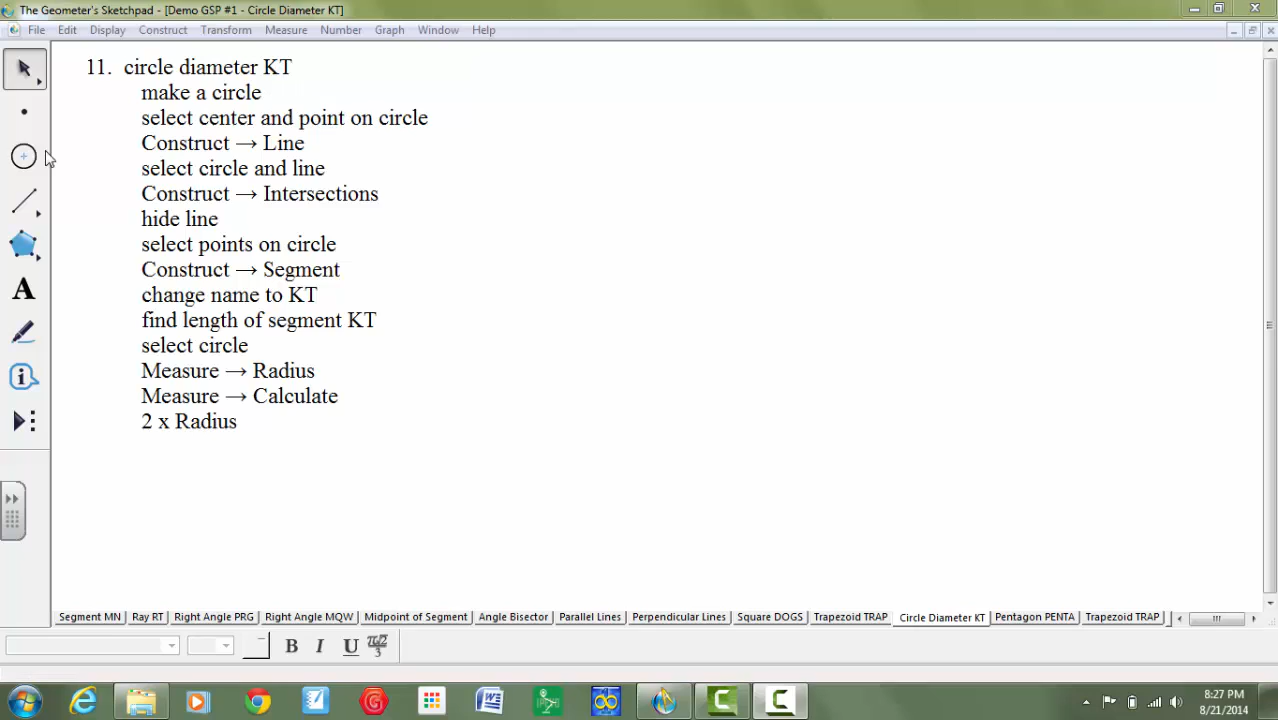 The Geometer's Sketchpad - [Demo GSP #1 - Circle Diameter KT]
File Edit Display Construct Transform Measure Number Graph Window Help
11. circle diameter KT
make a circle
select center and point on circle
Construct → Line
select circle and line
Construct → Intersections
hide line
select points on circle
Construct → Segment
change name to KT
find length of segment KT
select circle
Measure → Radius
Measure → Calculate
2 x Radius
A
Segment MN Ray RT Right Angle PRG Right Angle MQW Midpoint of Segment Angle Bisector Parallel Lines Perpendicular Lines Square DOGS Trapezoid TRAP Circle Diameter KT Pentagon PENTA Trapezoid TRAP
B I U
8:27 PM
8/21/2014